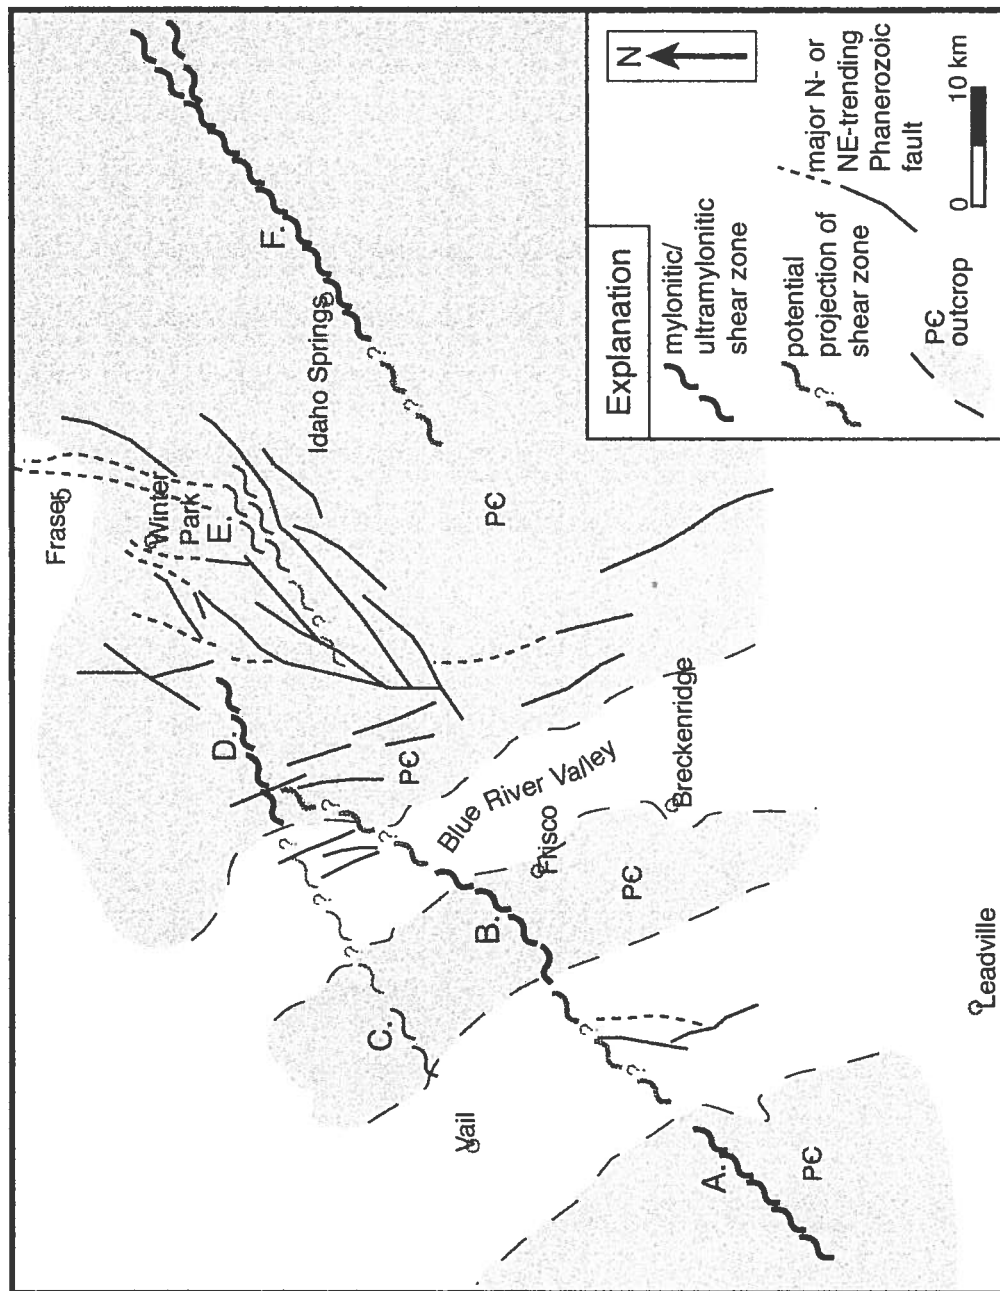 Fraser
Winter
Park
E.
D.
F.
Idaho Springs
C.
Vail
B.
Blue River Valley
Frisco
Breckenridge
PЄ
PЄ
PЄ
PЄ
A.
Leadville
?
?
?
?
?
?
?
?
?
Explanation
N
mylonitic/
ultramylonitic
shear zone
?
potential
projection of
shear zone
PЄ
outcrop
major N- or
NE-trending
Phanerozoic
fault
0
10 km